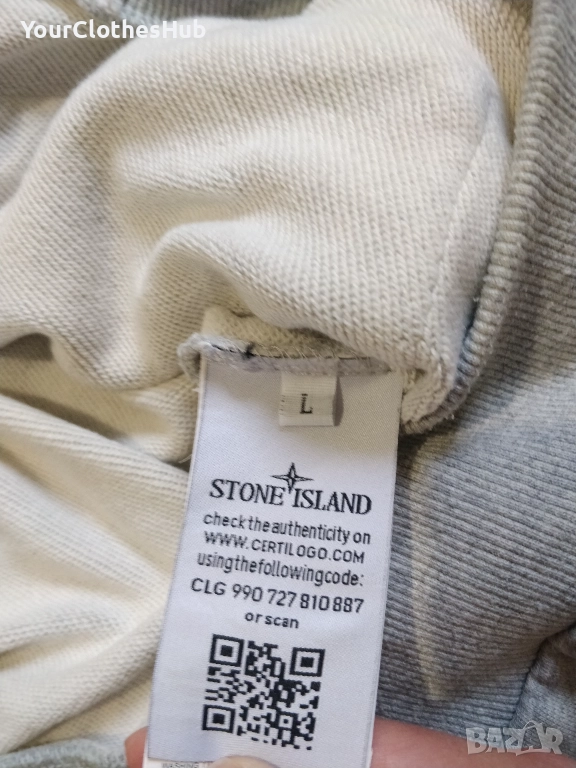 YourClothesHub
L
STONE ISLAND
check the authenticity on
WWW.CERTILOGO.COM
using the following code:
CLG 990 727 810 887
or scan
BAZAR